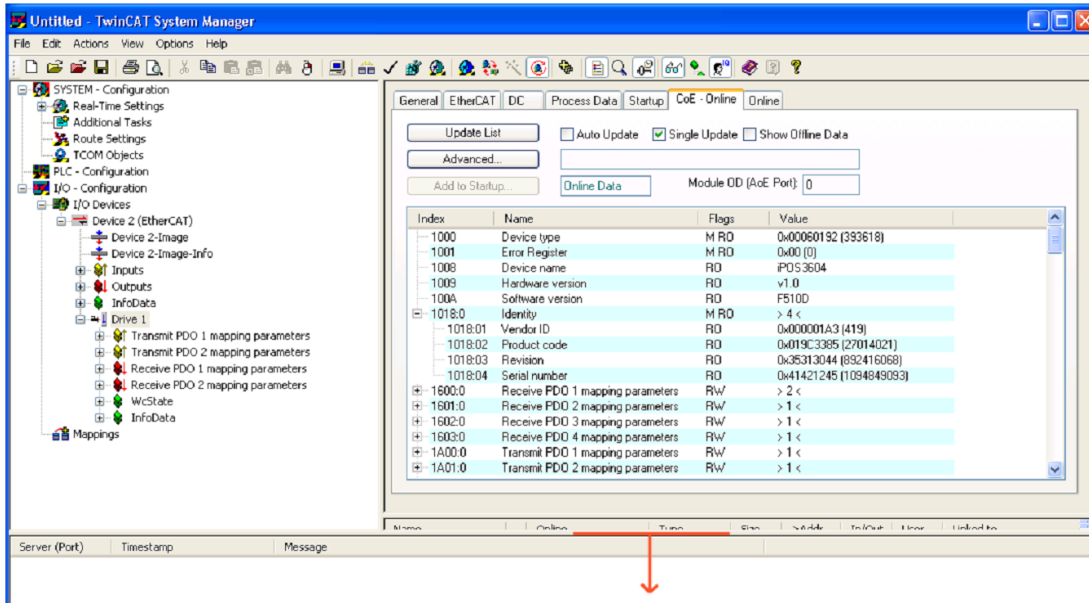 Untitled - TwinCAT System Manager
File Edit Actions View Options Help
SYSTEM - Configuration
Real-Time Settings
Additional Tasks
Route Settings
TCOM Objects
PLC - Configuration
I/O - Configuration
I/O Devices
Device 2 (EtherCAT)
Device 2-Image
Device 2-Image-Info
Inputs
Outputs
InfoData
Drive 1
Transmit PDO 1 mapping parameters
Transmit PDO 2 mapping parameters
Receive PDO 1 mapping parameters
Receive PDO 2 mapping parameters
WcState
InfoData
Mappings
General EtherCAT DC Process Data Startup CoE - Online Online
Update List Auto Update Single Update Show Offline Data
Advanced...
Add to Startup... Online Data Module OD (AoE Port): 0
Index Name Flags Value
1000 Device type M RO 0x00060192 (393618)
1001 Error Register M RO 0x00 (0)
1008 Device name RO iPOS3604
1009 Hardware version RO v1.0
100A Software version RO F510D
1018:0 Identity M RO > 4 <
1018:01 Vendor ID RO 0x000001A3 (419)
1018:02 Product code RO 0x019C3385 (27014021)
1018:03 Revision RO 0x35313044 (892416068)
1018:04 Serial number RO 0x41421245 (1094849093)
1600:0 Receive PDO 1 mapping parameters RW > 2 <
1601:0 Receive PDO 2 mapping parameters RW > 1 <
1602:0 Receive PDO 3 mapping parameters RW > 1 <
1603:0 Receive PDO 4 mapping parameters RW > 1 <
1A00:0 Transmit PDO 1 mapping parameters RW > 1 <
1A01:0 Transmit PDO 2 mapping parameters RW > 1 <
Name Online Type Size >Addr In/Out User Linked to
Server (Port) Timestamp Message